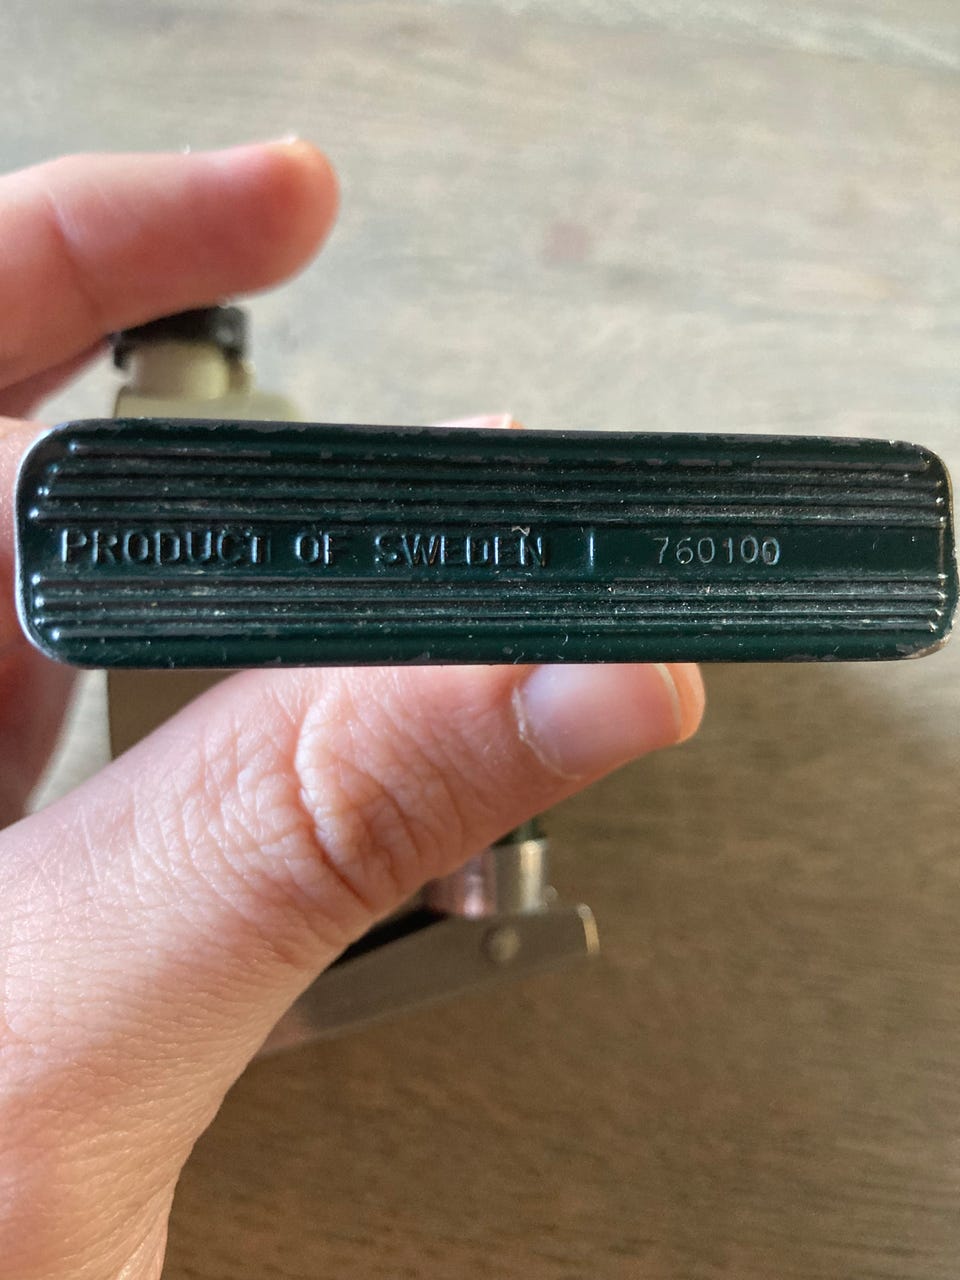 PRODUCT OF SWEDEN | 760100